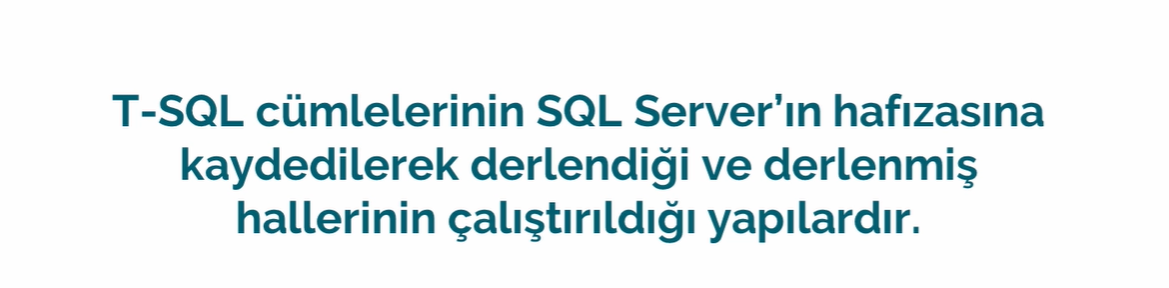 T-SQL cümlelerinin SQL Server’ın hafızasına
kaydedilerek derlendiği ve derlenmiş
hallerinin çalıştırıldığı yapılardır.